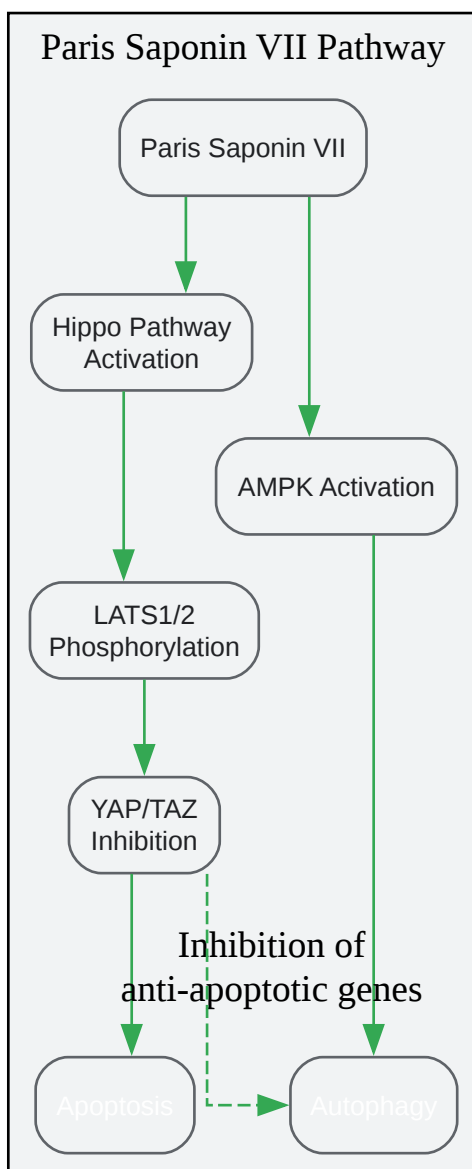 Paris Saponin VII Pathway
Paris Saponin VII
Hippo Pathway
Activation
AMPK Activation
LATS1/2
Phosphorylation
YAP/TAZ
Inhibition
Inhibition of
anti-apoptotic genes
Apoptosis
Autophagy